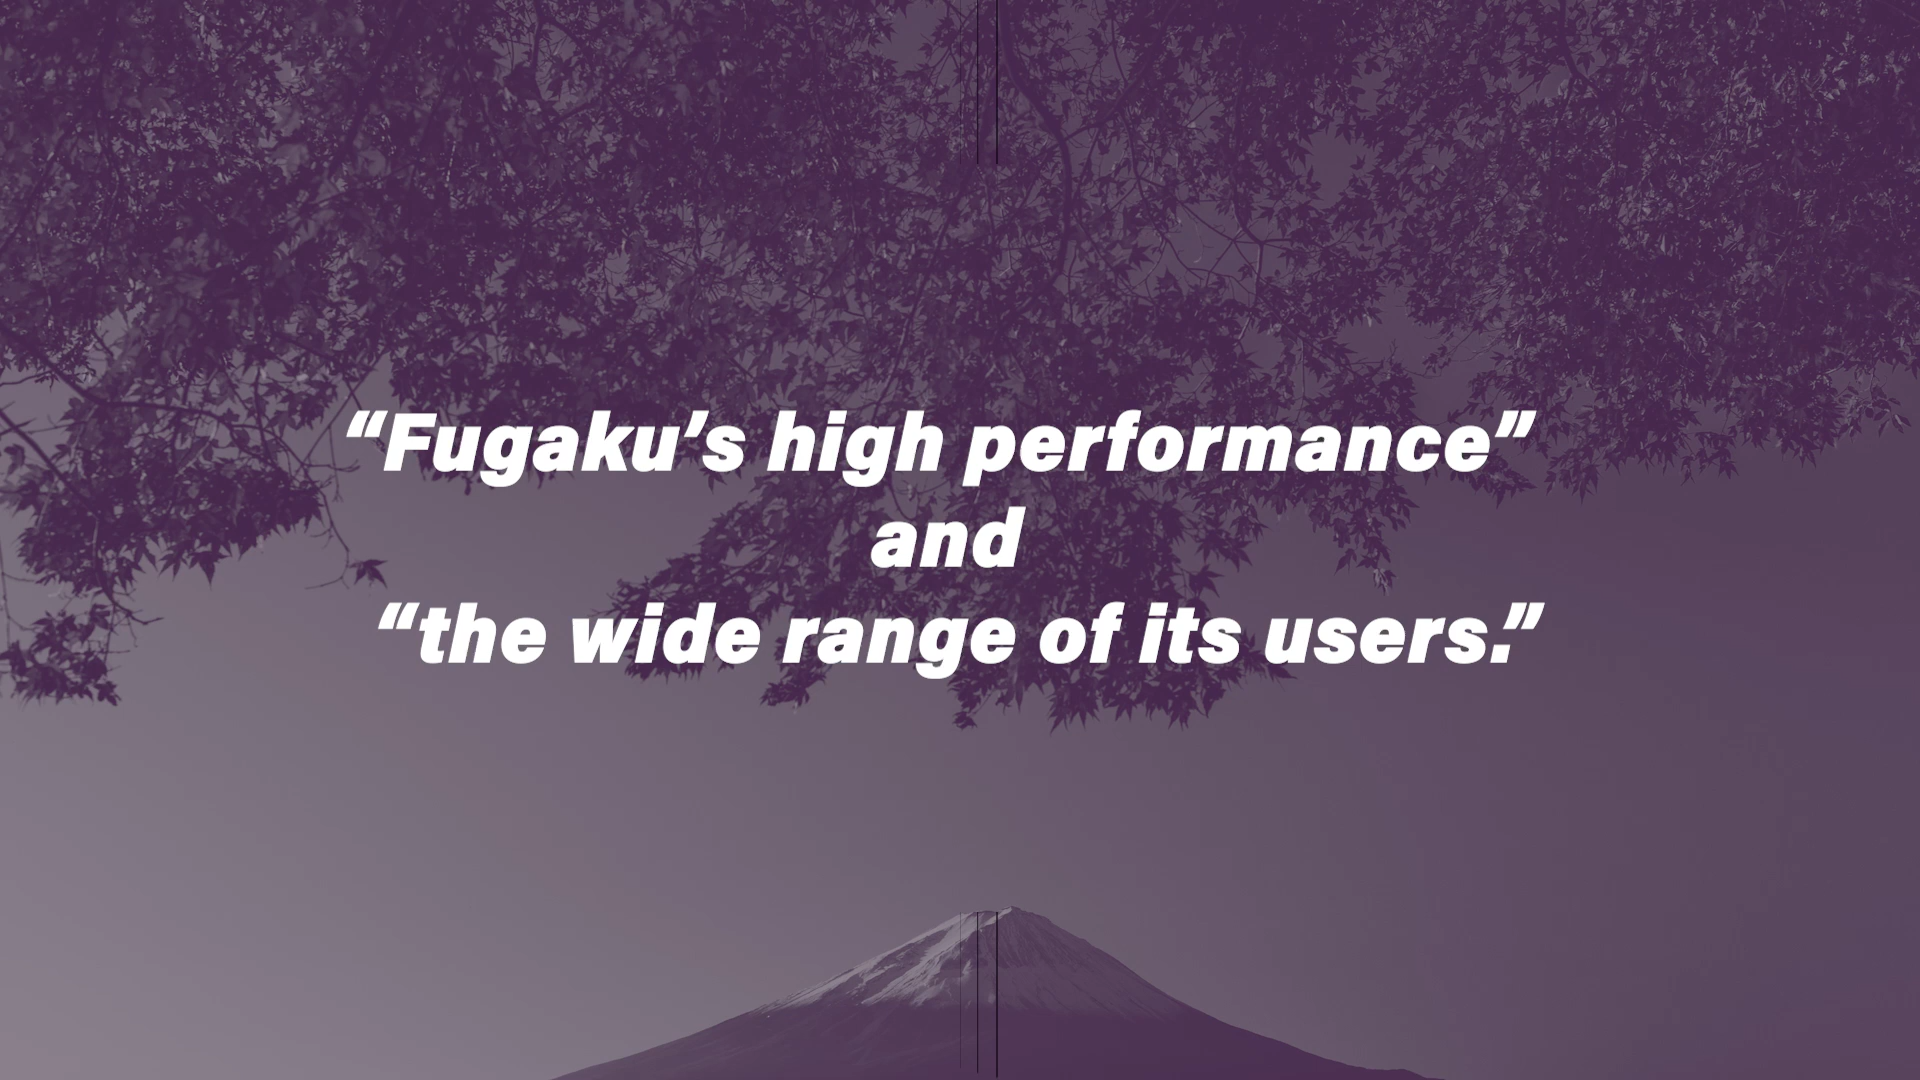 “Fugaku’s high performance”
and
“the wide range of its users.”